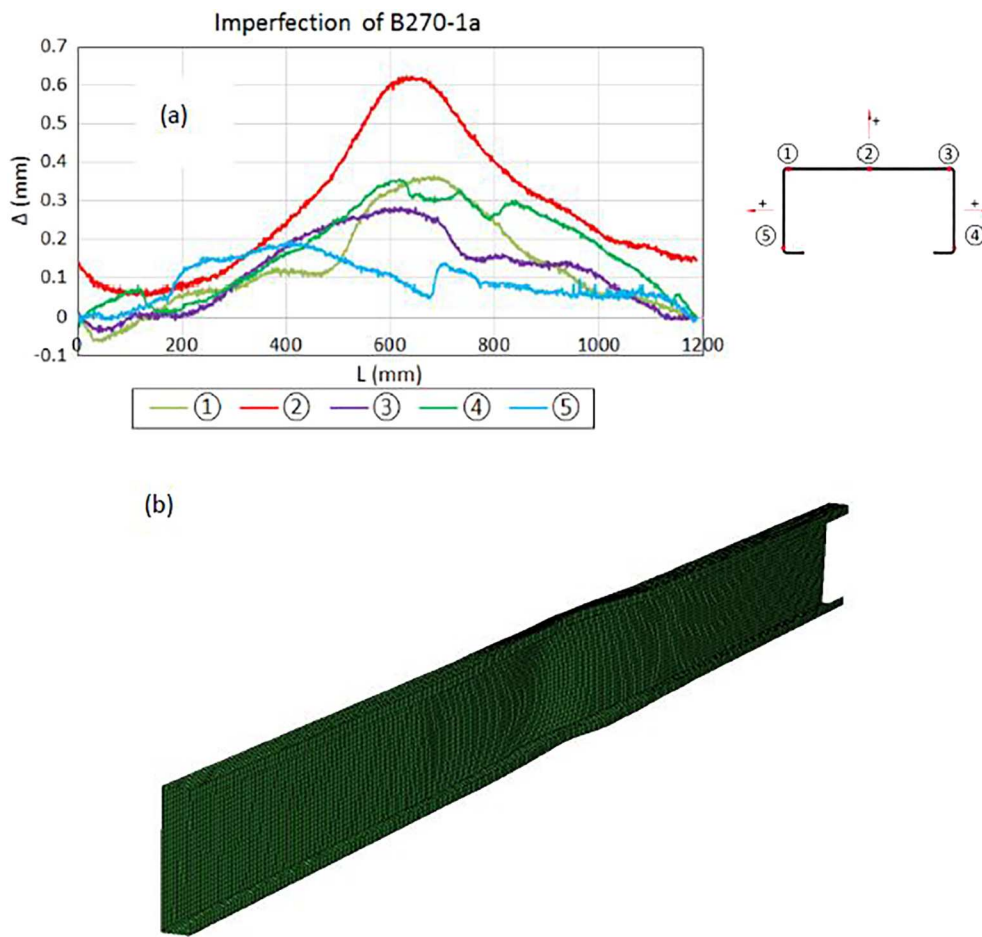 Imperfection of B270-1a
0.7
0.6
0.5
0.4
0.3
0.2
0.1
0
-0.1
Δ (mm)
(a)
0 200 400 600 800 1000 1200
L (mm)
① ② ③ ④ ⑤
+
① ② ③
+ +
⑤ ④
(b)